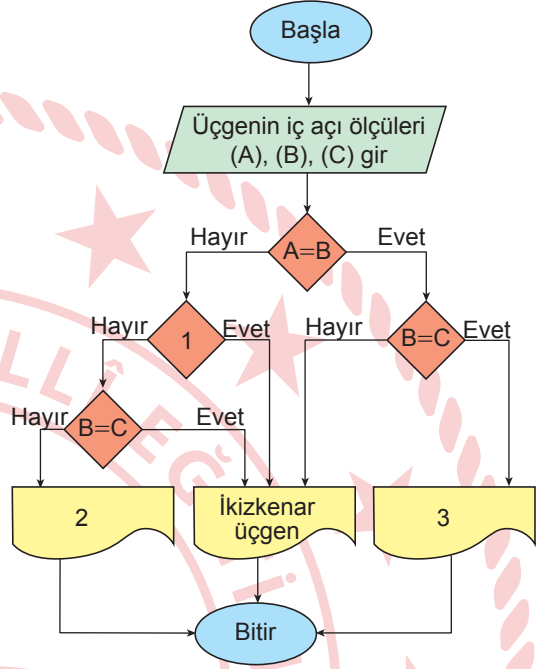 Başla
Üçgenin iç açı ölçüleri
(A), (B), (C) gir
Hayır
A=B
Evet
Hayır
1
Evet
Hayır
B=C
Evet
Hayır
B=C
Evet
2
İkizkenar
üçgen
3
Bitir